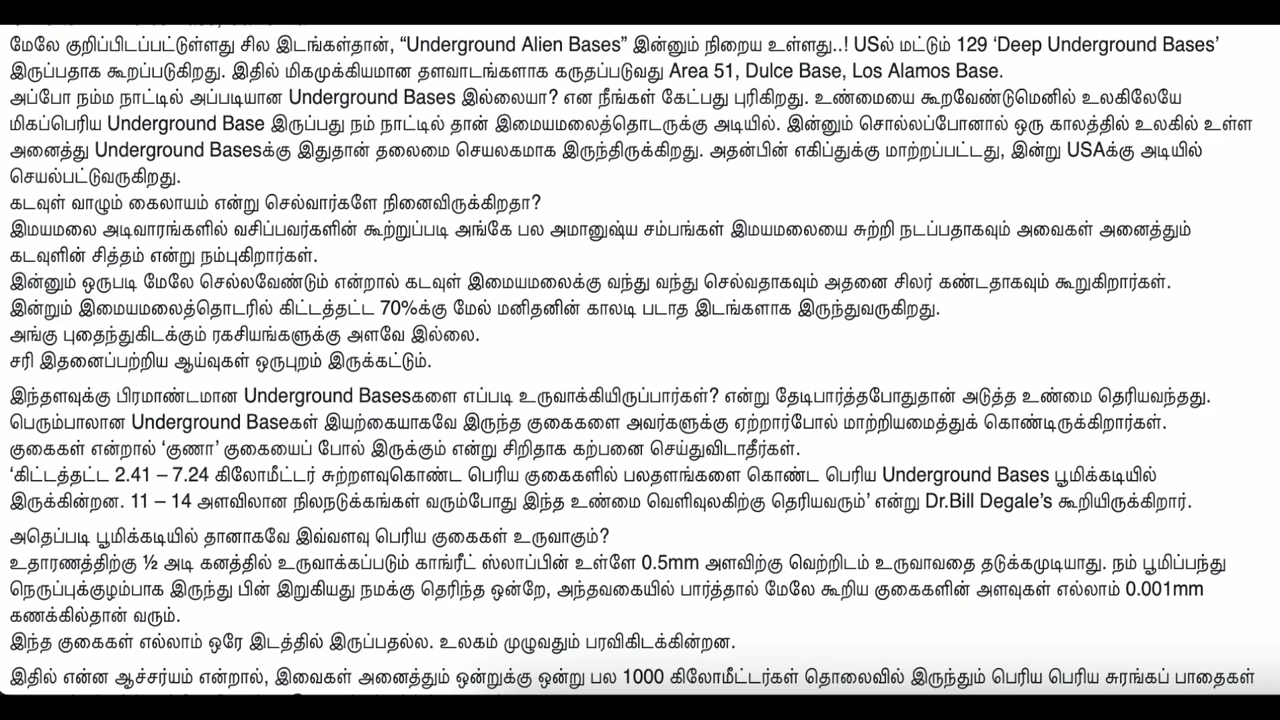 மேலே குறிப்பிடப்பட்டுள்ளது சில இடங்கள்தான், “Underground Alien Bases” இன்னும் நிறைய உள்ளது..! USல் மட்டும் 129 ‘Deep Underground Bases’
இருப்பதாக கூறப்படுகிறது. இதில் மிகமுக்கியமான தளவாடங்களாக கருதப்படுவது Area 51, Dulce Base, Los Alamos Base.
அப்போ நம்ம நாட்டில் அப்படியான Underground Bases இல்லையா? என நீங்கள் கேட்பது புரிகிறது. உண்மையை கூறவேண்டுமெனில் உலகிலேயே
மிகப்பெரிய Underground Base இருப்பது நம் நாட்டில் தான் இமையமலைத்தொடருக்கு அடியில். இன்னும் சொல்லப்போனால் ஒரு காலத்தில் உலகில் உள்ள
அனைத்து Underground Basesக்கு இதுதான் தலைமை செயலகமாக இருந்திருக்கிறது. அதன்பின் எகிப்துக்கு மாற்றப்பட்டது, இன்று USAக்கு அடியில்
செயல்பட்டுவருகிறது.
கடவுள் வாழும் கைலாயம் என்று செல்வார்களே நினைவிருக்கிறதா?
இமயமலை அடிவாரங்களில் வசிப்பவர்களின் கூற்றுப்படி அங்கே பல அமானுஷ்ய சம்பங்கள் இமயமலையை சுற்றி நடப்பதாகவும் அவைகள் அனைத்தும்
கடவுளின் சித்தம் என்று நம்புகிறார்கள்.
இன்னும் ஒருபடி மேலே செல்லவேண்டும் என்றால் கடவுள் இமையமலைக்கு வந்து வந்து செல்வதாகவும் அதனை சிலர் கண்டதாகவும் கூறுகிறார்கள்.
இன்றும் இமையமலைத்தொடரில் கிட்டத்தட்ட 70%க்கு மேல் மனிதனின் காலடி படாத இடங்களாக இருந்துவருகிறது.
அங்கு புதைந்துகிடக்கும் ரகசியங்களுக்கு அளவே இல்லை.
சரி இதனைப்பற்றிய ஆய்வுகள் ஒருபுறம் இருக்கட்டும்.
இந்தளவுக்கு பிரமாண்டமான Underground Basesகளை எப்படி உருவாக்கியிருப்பார்கள்? என்று தேடிபார்த்தபோதுதான் அடுத்த உண்மை தெரியவந்தது.
பெரும்பாலான Underground Baseகள் இயற்கையாகவே இருந்த குகைகளை அவர்களுக்கு ஏற்றார்போல் மாற்றியமைத்துக் கொண்டிருக்கிறார்கள்.
குகைகள் என்றால் ‘குணா’ குகையைப் போல் இருக்கும் என்று சிறிதாக கற்பனை செய்துவிடாதீர்கள்.
‘கிட்டத்தட்ட 2.41 – 7.24 கிலோமீட்டர் சுற்றளவுகொண்ட பெரிய குகைகளில் பலதளங்களை கொண்ட பெரிய Underground Bases பூமிக்கடியில்
இருக்கின்றன. 11 – 14 அளவிலான நிலநடுக்கங்கள் வரும்போது இந்த உண்மை வெளிவுலகிற்கு தெரியவரும்’ என்று Dr.Bill Degale’s கூறியிருக்கிறார்.
அதெப்படி பூமிக்கடியில் தானாகவே இவ்வளவு பெரிய குகைகள் உருவாகும்?
உதாரணத்திற்கு ½ அடி கனத்தில் உருவாக்கப்படும் காங்ரீட் ஸ்லாப்பின் உள்ளே 0.5mm அளவிற்கு வெற்றிடம் உருவாவதை தடுக்கமுடியாது. நம் பூமிப்பந்து
நெருப்புக்குழம்பாக இருந்து பின் இறுகியது நமக்கு தெரிந்த ஒன்றே, அந்தவகையில் பார்த்தால் மேலே கூறிய குகைகளின் அளவுகள் எல்லாம் 0.001mm
கணக்கில்தான் வரும்.
இந்த குகைகள் எல்லாம் ஒரே இடத்தில் இருப்பதல்ல. உலகம் முழுவதும் பரவிகிடக்கின்றன.
இதில் என்ன ஆச்சர்யம் என்றால், இவைகள் அனைத்தும் ஒன்றுக்கு ஒன்று பல 1000 கிலோமீட்டர்கள் தொலைவில் இருந்தும் பெரிய பெரிய சுரங்கப் பாதைகள்